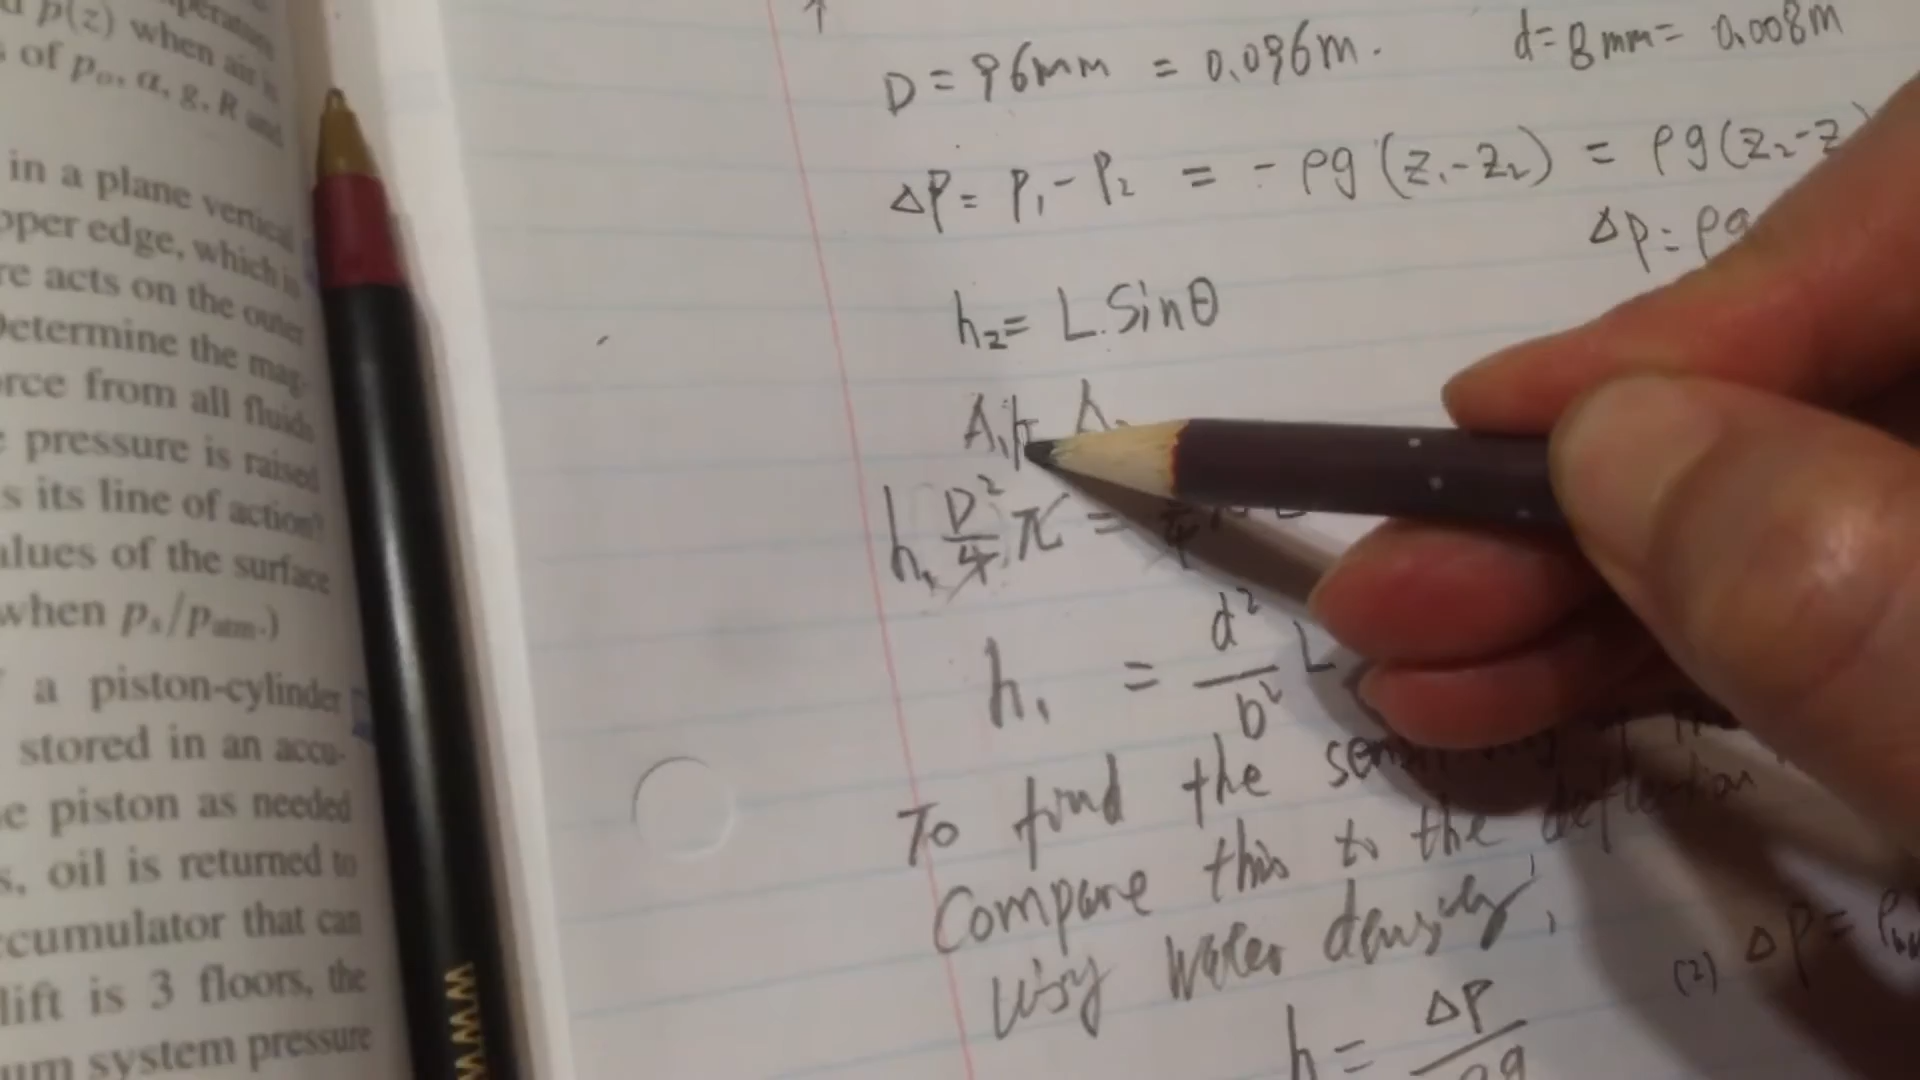 p(z) when air is
of p₀, α, g, R and
in a plane vertical
pper edge, which is
re acts on the outer
Determine the mag-
rce from all fluids
pressure is raised
s its line of action?
alues of the surface
when pₛ/pₐₜₘ.)
a piston-cylinder
stored in an accu-
e piston as needed
s, oil is returned to
ccumulator that can
lift is 3 floors, the
um system pressure
D = 96mm = 0.096m. d = 8mm = 0.008m
ΔP = P₁ - P₂ = - ρg (z₁ - z₂) = ρg (z₂ - z
ΔP = ρg
h₂ = L. Sinθ
A₁
h₁ D²/4 π =
h₁ = d²/D² L
To find the
Compare this to the deflection
Using water density,
(2) ΔP = ρ
h = ΔP/ρg
WWW